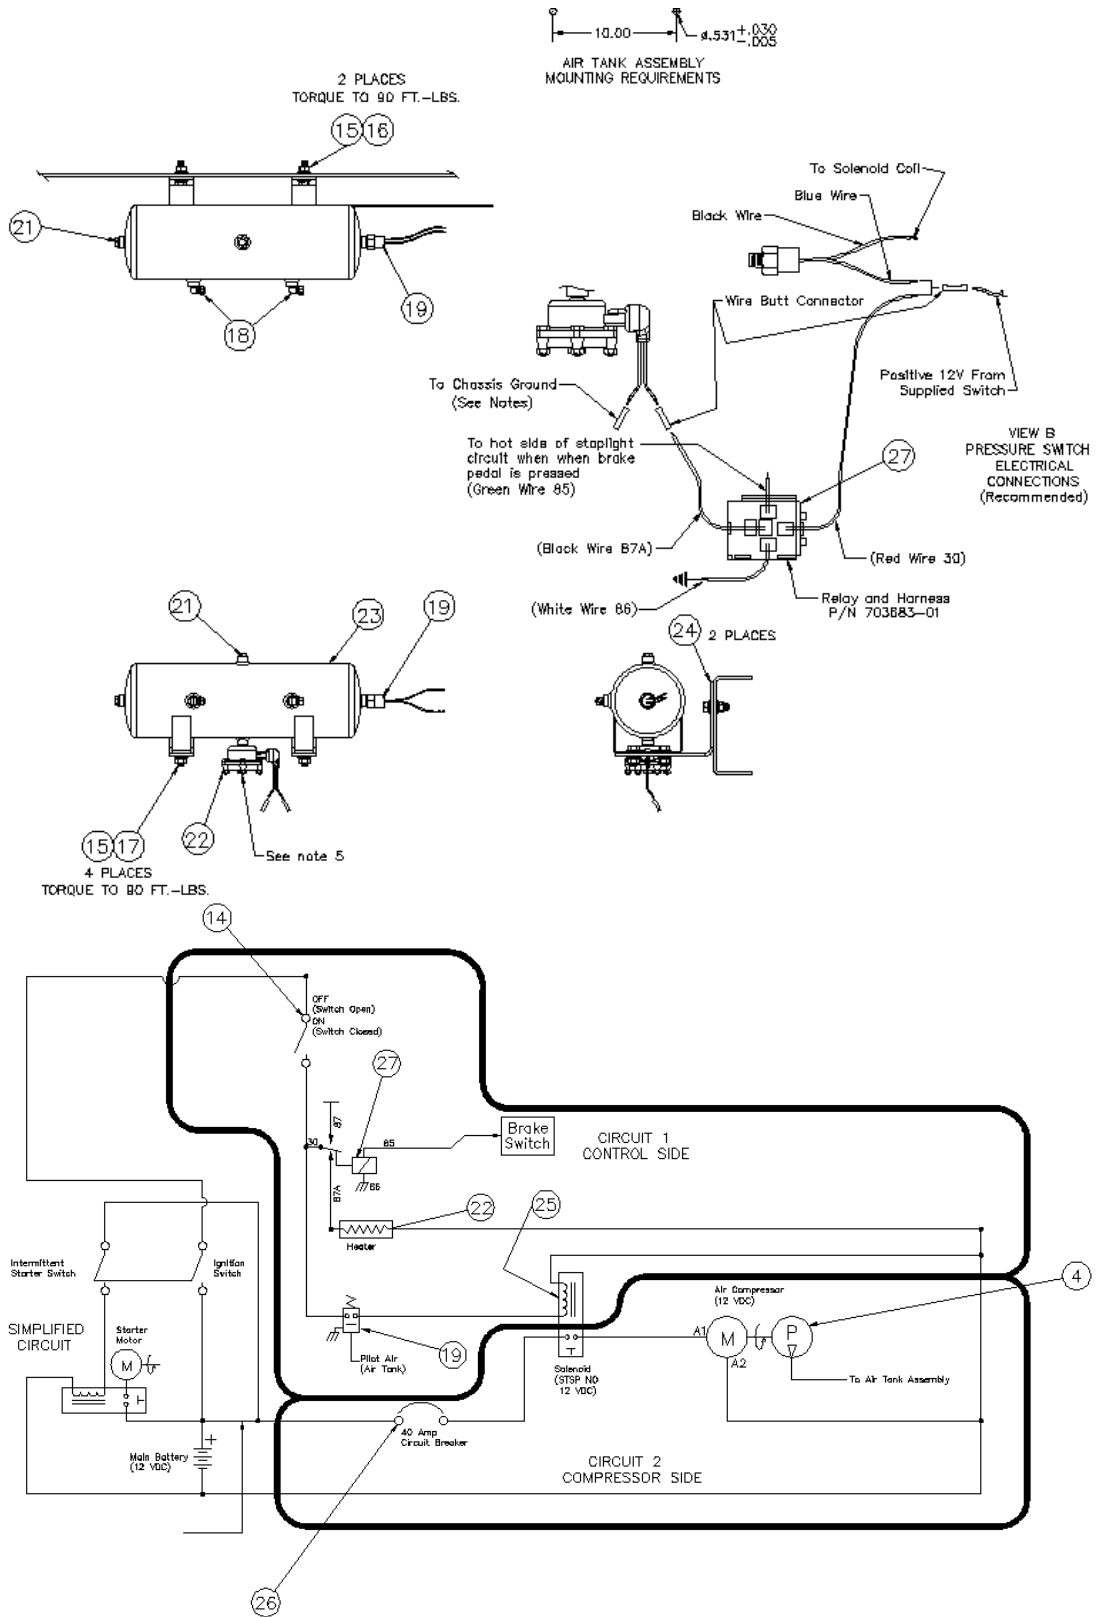 10.00
ø.531 +.030 -.005
AIR TANK ASSEMBLY
MOUNTING REQUIREMENTS
2 PLACES
TORQUE TO 90 FT.-LBS.
15 16
21
19
18
To Solenoid Coil
Blue Wire
Black Wire
Wire Butt Connector
To Chassis Ground
(See Notes)
Positive 12V From
Supplied Switch
To hot side of stoplight
circuit when when brake
pedal is pressed
(Green Wire 85)
27
VIEW B
PRESSURE SWITCH
ELECTRICAL
CONNECTIONS
(Recommended)
(Black Wire 87A)
(Red Wire 30)
(White Wire 86)
Relay and Harness
P/N 703683-01
21
23
19
24
2 PLACES
15 17
22
See note 5
4 PLACES
TORQUE TO 90 FT.-LBS.
14
OFF
(Switch Open)
ON
(Switch Closed)
27
87
30
85
86
87A
Brake
Switch
CIRCUIT 1
CONTROL SIDE
22
25
Heater
Intermittent
Starter Switch
Ignition
Switch
4
Air Compressor
(12 VDC)
SIMPLIFIED
CIRCUIT
Starter
Motor
M
A1
M
P
A2
19
Pilot Air
(Air Tank)
Solenoid
(STSP NO
12 VDC)
To Air Tank Assembly
40 Amp
Circuit Breaker
+
Main Battery
(12 VDC)
CIRCUIT 2
COMPRESSOR SIDE
26